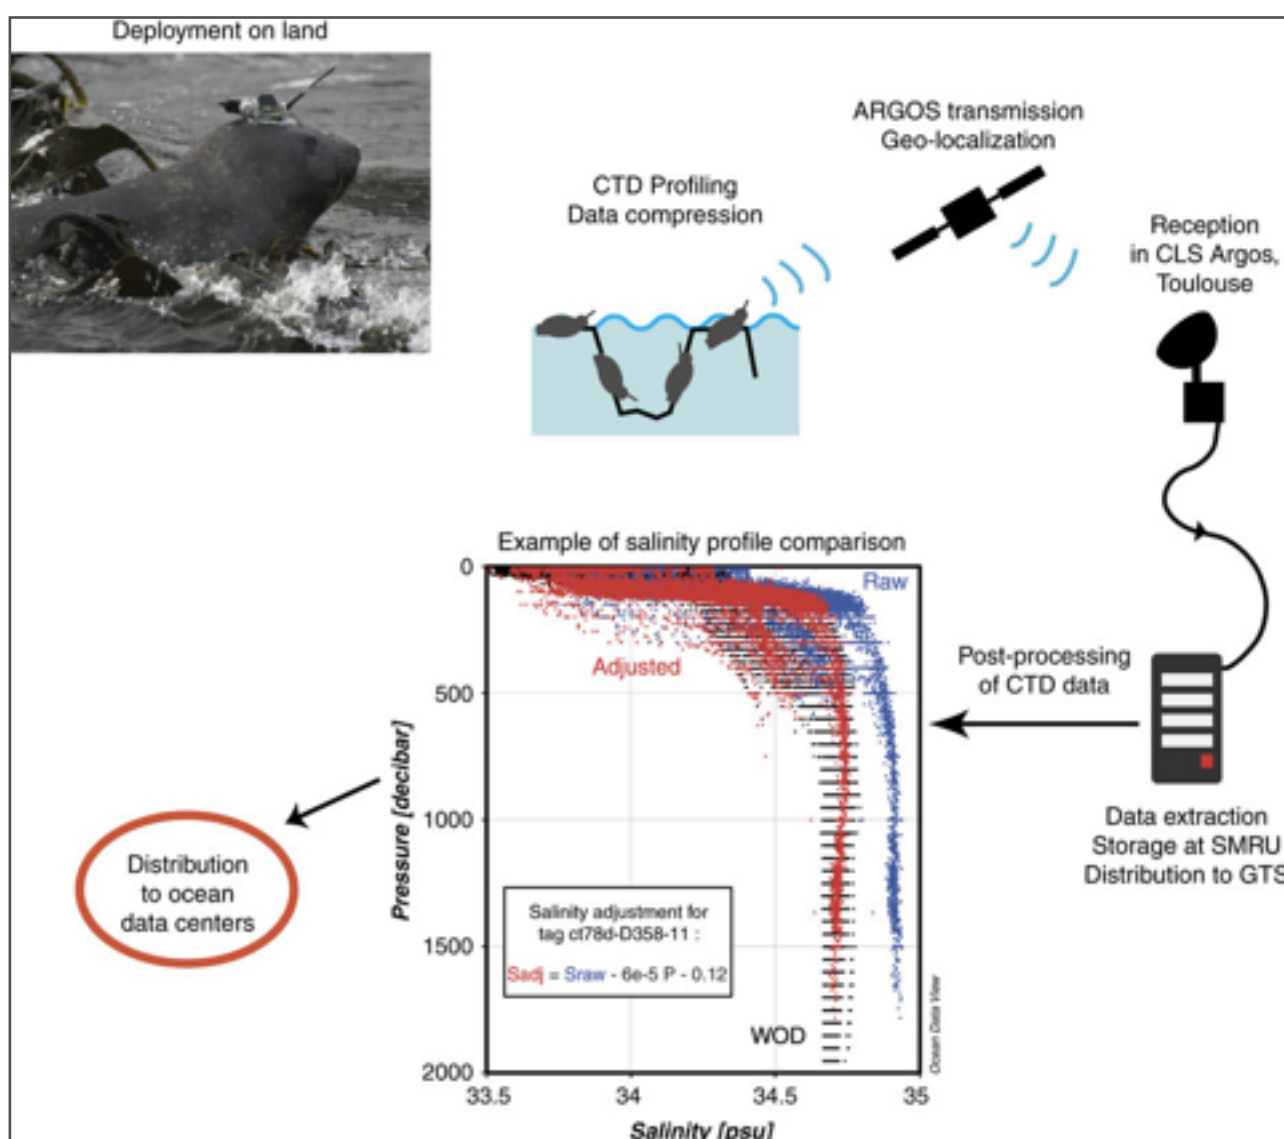 Deployment on land
ARGOS transmission
Geo-localization
CTD Profiling
Data compression
Reception
in CLS Argos,
Toulouse
Example of salinity profile comparison
0
500
1000
1500
2000
33.5
34
34.5
35
Pressure [decibar]
Salinity [psu]
Raw
Adjusted
Salinity adjustment for
tag ct78d-D358-11 :
Sadj = Sraw - 6e-5 P - 0.12
WOD
Ocean Data View
Post-processing
of CTD data
Data extraction
Storage at SMRU
Distribution to GTS
Distribution
to ocean
data centers